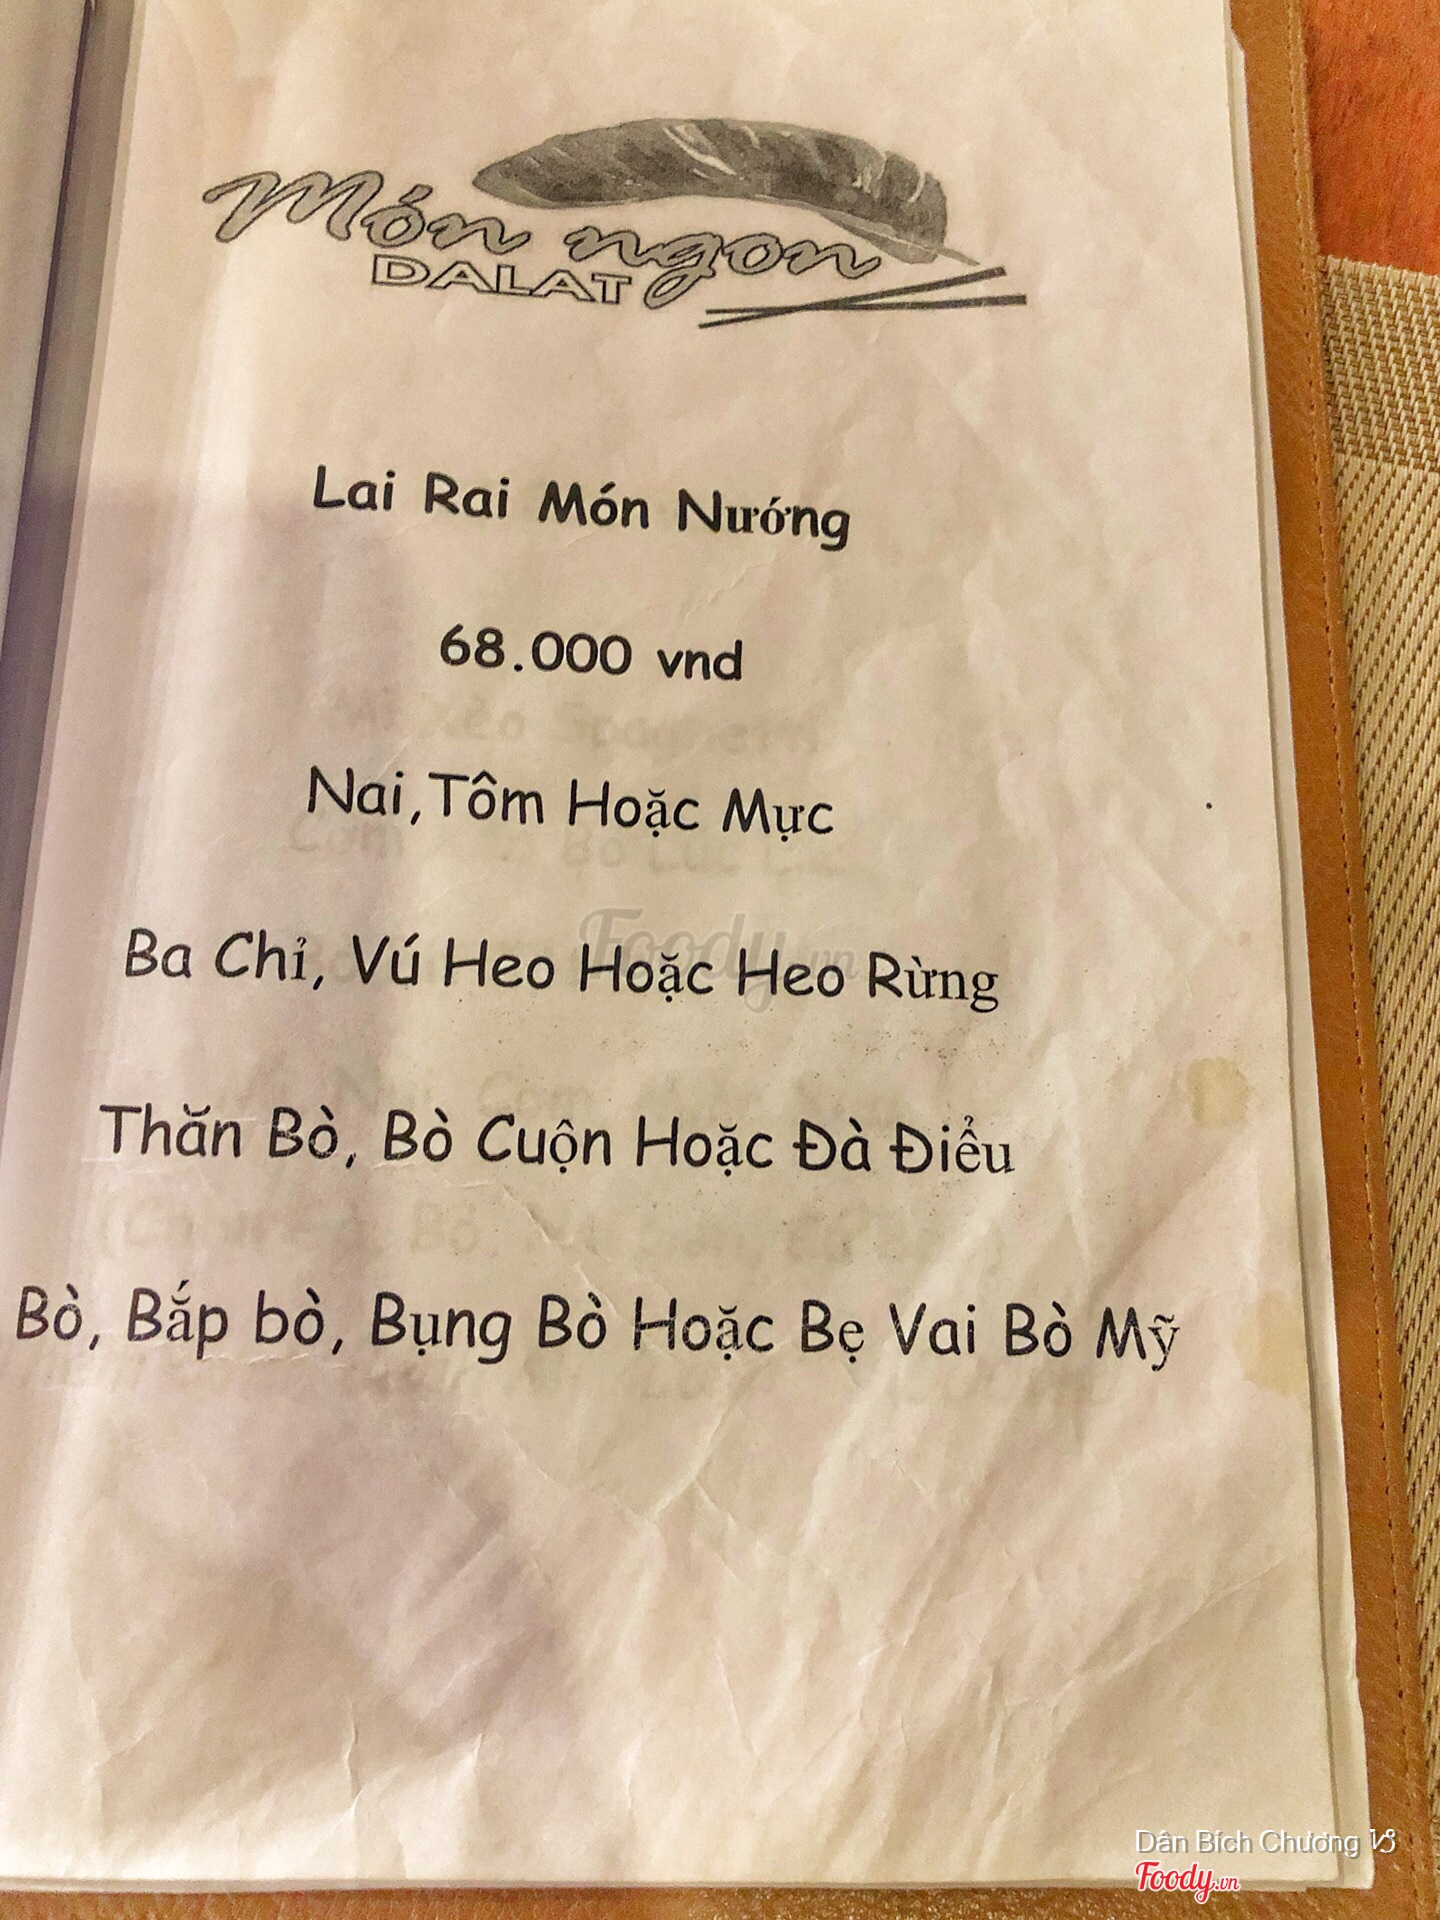 Món ngon
DALAT
Lai Rai Món Nướng
68.000 vnd
Nai,Tôm Hoặc Mực
Foody.vn
Ba Chỉ, Vú Heo Hoặc Heo Rừng
Thăn Bò, Bò Cuộn Hoặc Đà Điểu
Bò, Bắp bò, Bụng Bò Hoặc Bẹ Vai Bò Mỹ
Dân Bích Chương
Foody.vn